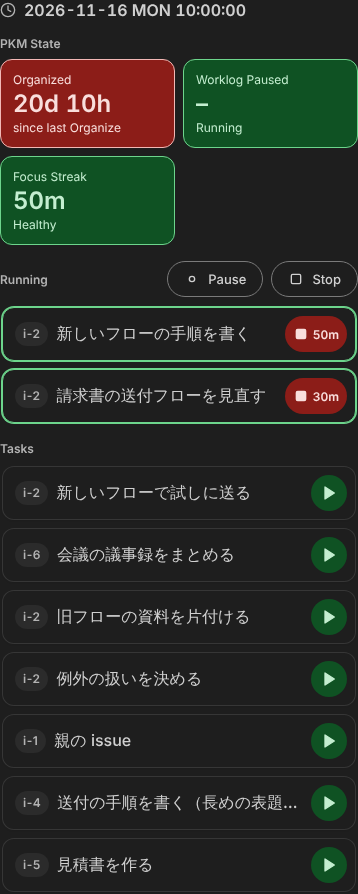 2026-11-16 MON 10:00:00
PKM State
Organized
20d 10h
since last Organize
Worklog Paused
–
Running
Focus Streak
50m
Healthy
Running
Pause
Stop
i-2 新しいフローの手順を書く 50m
i-2 請求書の送付フローを見直す 30m
Tasks
i-2 新しいフローで試しに送る
i-6 会議の議事録をまとめる
i-2 旧フローの資料を片付ける
i-2 例外の扱いを決める
i-1 親の issue
i-4 送付の手順を書く（長めの表題…
i-5 見積書を作る